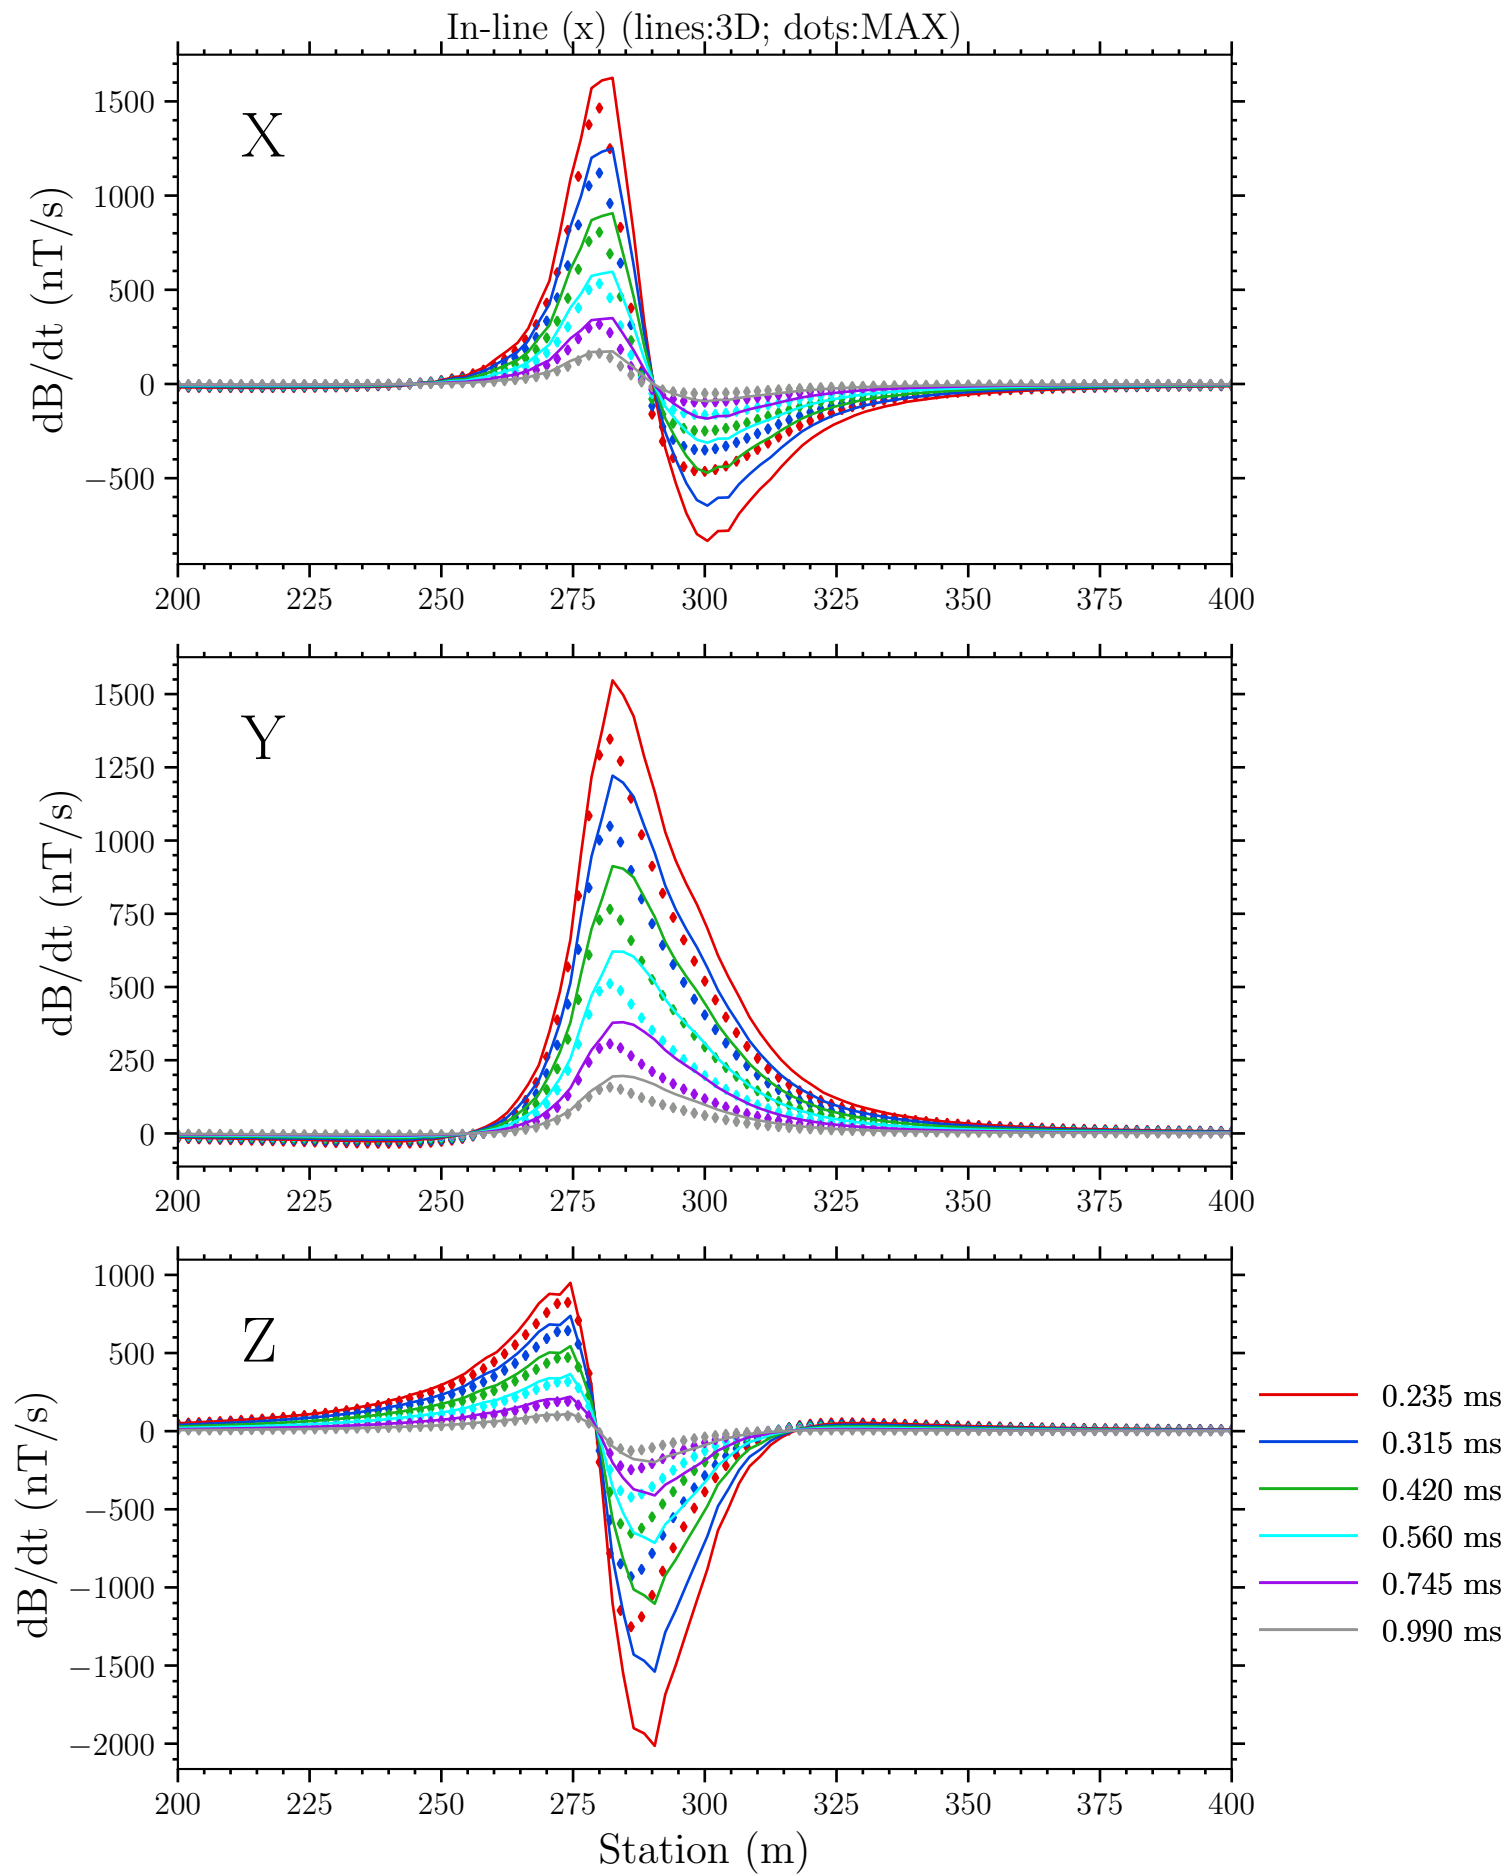 In-line (x) (lines:3D; dots:MAX)
X
dB/dt (nT/s)
1500
1000
500
0
−500
200 225 250 275 300 325 350 375 400
Y
dB/dt (nT/s)
1500
1250
1000
750
500
250
0
200 225 250 275 300 325 350 375 400
Z
dB/dt (nT/s)
1000
500
0
−500
−1000
−1500
−2000
200 225 250 275 300 325 350 375 400
Station (m)
0.235 ms
0.315 ms
0.420 ms
0.560 ms
0.745 ms
0.990 ms